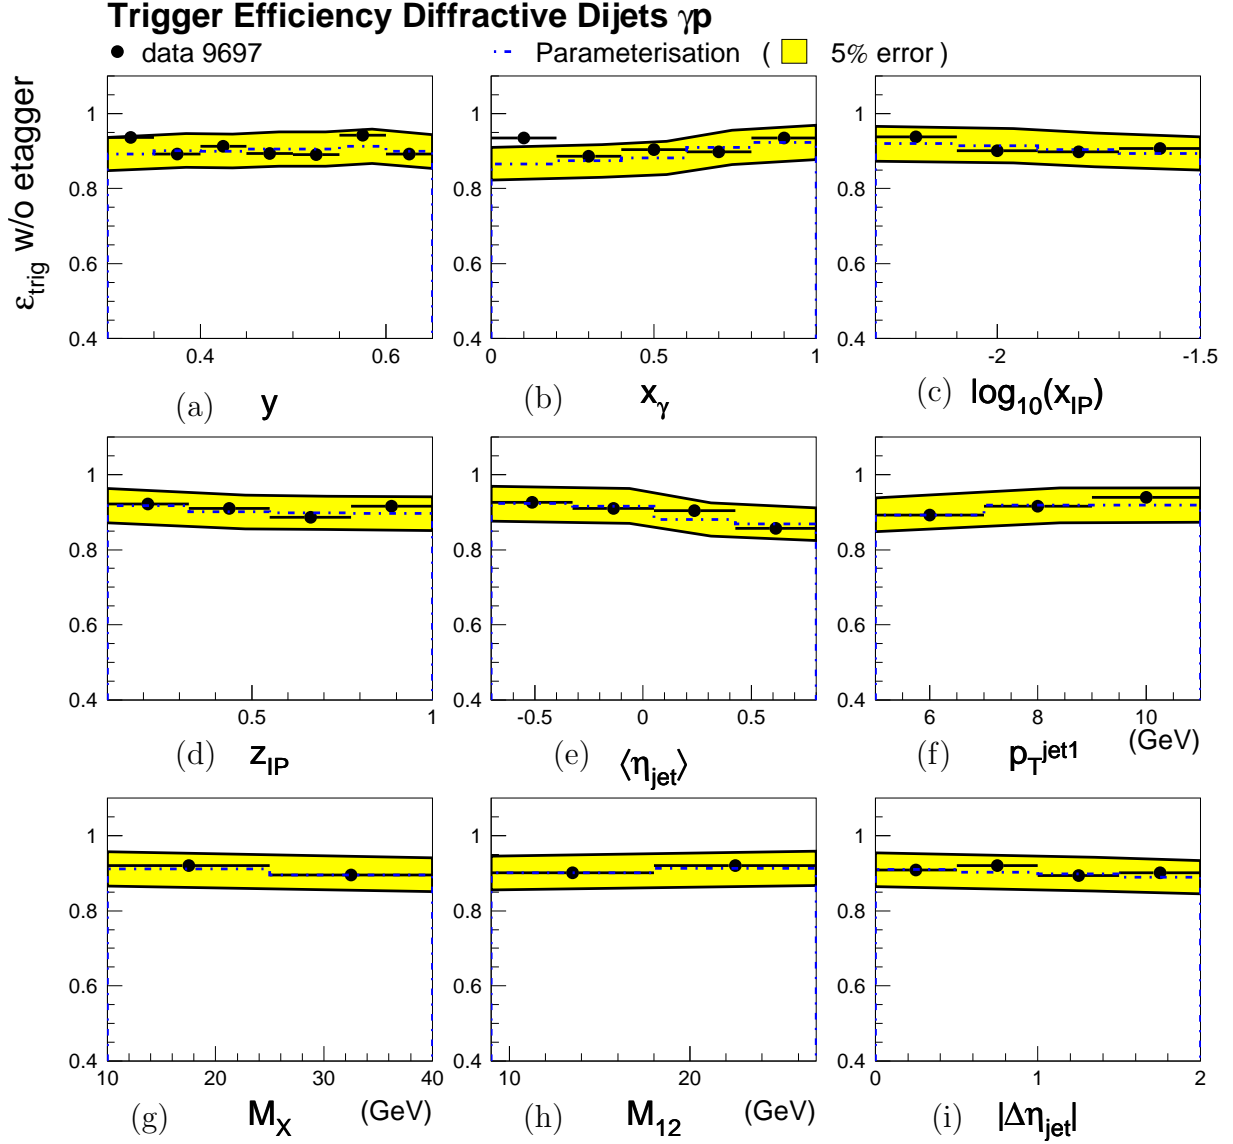 Trigger Efficiency Diffractive Dijets γp
data 9697 Parameterisation ( 5% error )
ε_trig w/o etagger
1 1 1
0.8 0.8 0.8
0.6 0.6 0.6
0.4 0.4 0.4
0.4 0.6 0 0.5 1 -2 -1.5
(a) y (b) x_γ (c) log_10(x_IP)
1 1 1
0.8 0.8 0.8
0.6 0.6 0.6
0.4 0.4 0.4
0.5 1 -0.5 0 0.5 6 8 10
(d) z_IP (e) ⟨η_jet⟩ (f) p_T^jet1 (GeV)
1 1 1
0.8 0.8 0.8
0.6 0.6 0.6
0.4 0.4 0.4
10 20 30 40 10 20 0 1 2
(g) M_X (GeV) (h) M_12 (GeV) (i) |Δη_jet|